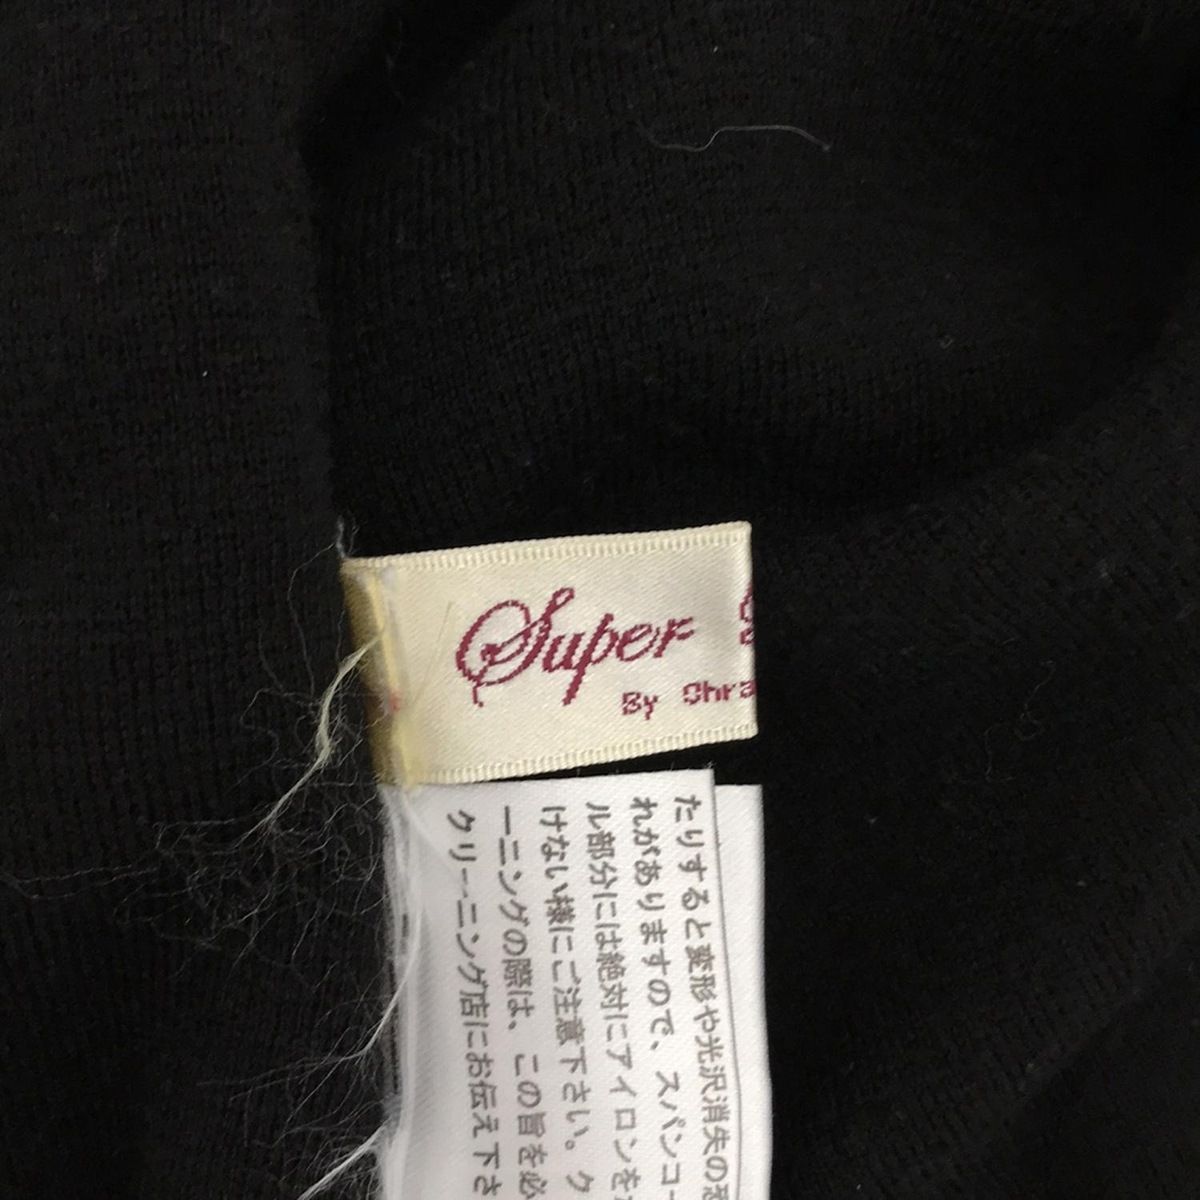 Super
By Chra
たりすると変形や光沢消失の恐
れがありますので、スパンコー
ル部分には絶対にアイロンをか
けない様にご注意下さい。ク
リーニングの際は、この旨を必
クリーニング店にお伝え下さ